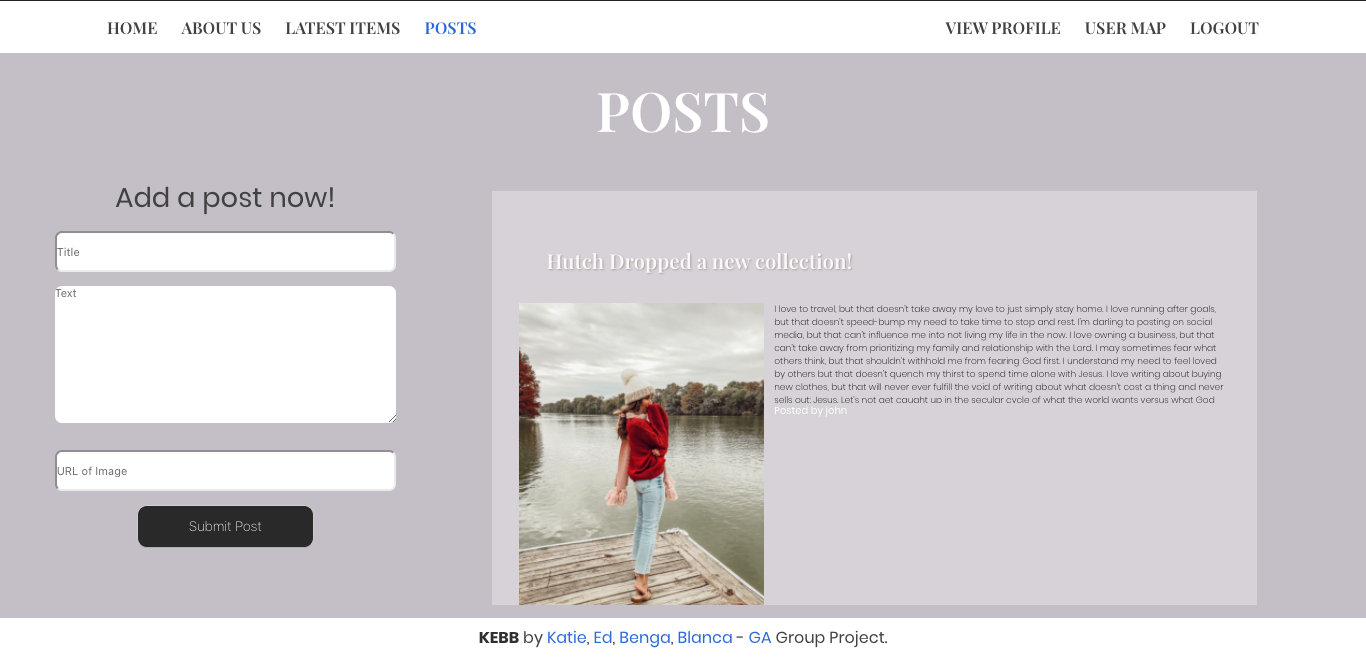 HOME ABOUT US LATEST ITEMS POSTS VIEW PROFILE USER MAP LOGOUT
POSTS
Add a post now!
Title
Text
URL of Image
Submit Post
Hutch Dropped a new collection!
I love to travel, but that doesn't take away my love to just simply stay home. I love running after goals,
but that doesn't speed-bump my need to take time to stop and rest. I'm darling to posting on social
media, but that can't influence me into not living my life in the now. I love owning a business, but that
can't take away from prioritizing my family and relationship with the Lord. I may sometimes fear what
others think, but that shouldn't withhold me from fearing God first. I understand my need to feel loved
by others but that doesn't quench my thirst to spend time alone with Jesus. I love writing about buying
new clothes, but that will never ever fulfill the void of writing about what doesn't cost a thing and never
sells out: Jesus. Let's not get caught up in the secular cycle of what the world wants versus what God
Posted by john
KEBB by Katie, Ed, Benga, Blanca - GA Group Project.